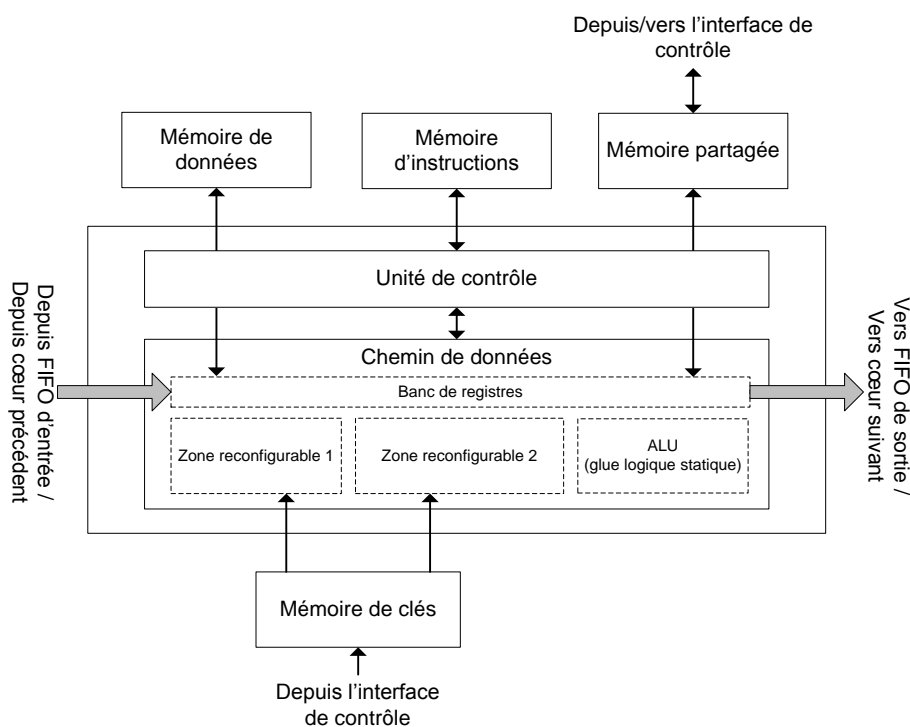 Depuis/vers l'interface de
contrôle
Mémoire de
données
Mémoire
d'instructions
Mémoire partagée
Unité de contrôle
Depuis FIFO d'entrée /
Depuis cœur précédent
Chemin de données
Banc de registres
Zone reconfigurable 1
Zone reconfigurable 2
ALU
(glue logique statique)
Vers FIFO de sortie /
Vers cœur suivant
Mémoire de clés
Depuis l'interface
de contrôle